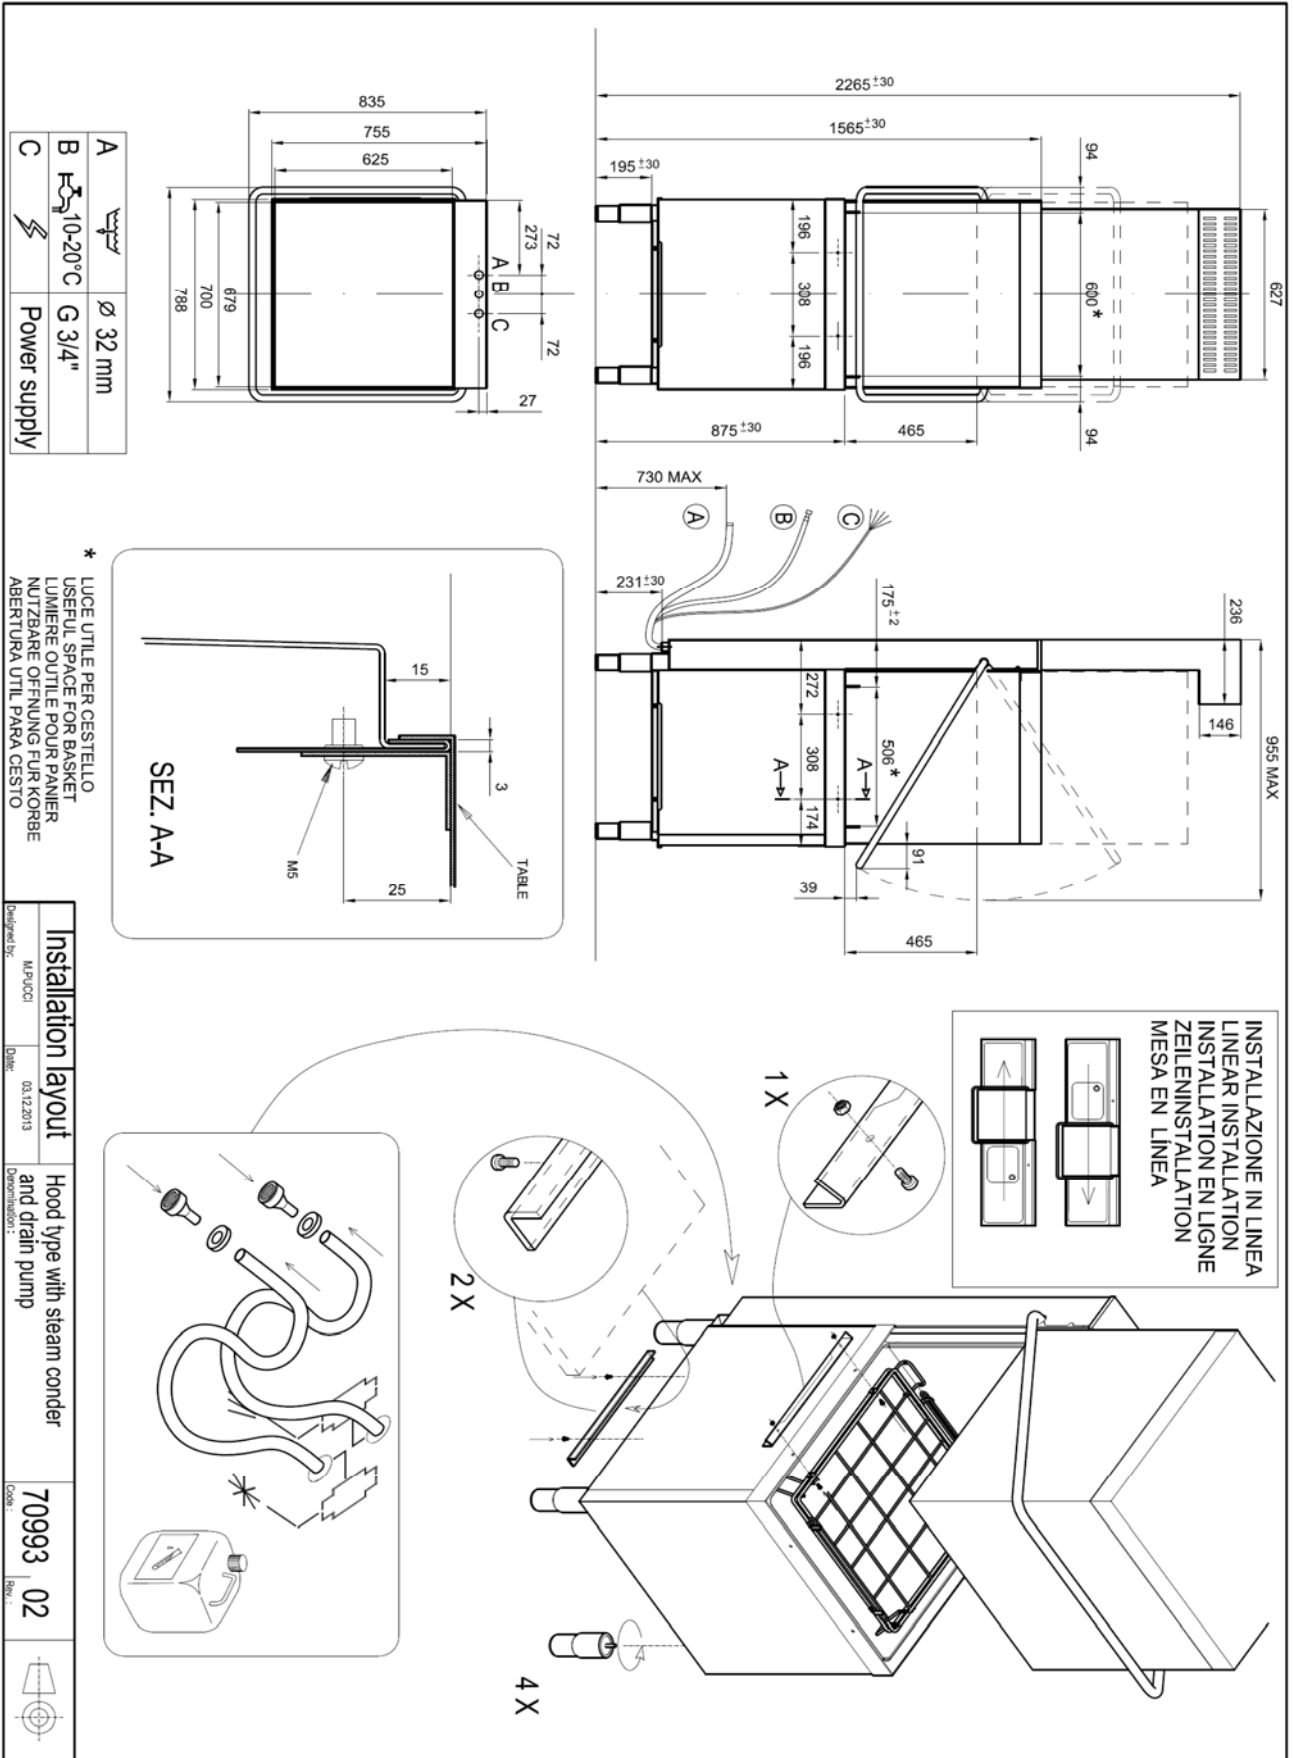 2265±30
1565±30
195±30
94
627
600*
94
196
308
196
875±30
465
835
755
625
72
273
A
B
C
72
27
679
700
788
A
Ø 32 mm
B
10-20°C
G 3/4"
C
Power supply
730 MAX
A
B
C
231±30
175±2
236
955 MAX
146
272
308
174
506*
A
A
91
39
465
15
3
TABLE
M5
25
SEZ. A-A
* LUCE UTILE PER CESTELLO
USEFUL SPACE FOR BASKET
LUMIERE OUTILE POUR PANIER
NUTZBARE OFFNUNG FUR KORBE
ABERTURA UTIL PARA CESTO
INSTALLAZIONE IN LINEA
LINEAR INSTALLATION
INSTALLATION EN LIGNE
ZEILENINSTALLATION
MESA EN LÍNEA
1 X
2 X
4 X
Installation layout
Designed by:
M.PUCCI
Date:
03.12.2013
Hood type with steam conder
and drain pump
Denomination:
70993
Code :
02
Rev. :